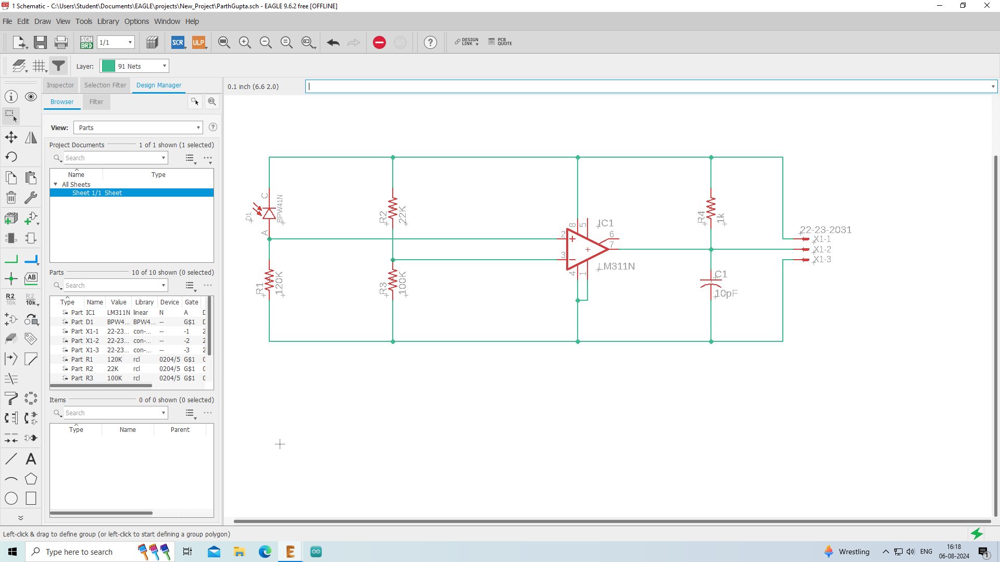 1 Schematic - C:\Users\Student\Documents\EAGLE\projects\New_Project\ParthGupta.sch - EAGLE 9.6.2 free [OFFLINE]
File Edit Draw View Tools Library Options Window Help
SCH BRD 1/1 SCR ULP GO ? DESIGN LINK PCB QUOTE
Layer: 91 Nets
Inspector Selection Filter Design Manager
0.1 inch (6.6 2.0)
Browser Filter
View: Parts
Project Documents 1 of 1 shown (1 selected)
Search
Name Type
All Sheets
Sheet 1/1 Sheet
Parts 10 of 10 shown (0 selected)
Search
Type Name Value Library Device Gate
Part IC1 LM311N linear N A
Part D1 BPW4... BPW4... -- G$1
Part X1-1 22-23... con-... -- -1 2
Part X1-2 22-23... con-... -- -2 2
Part X1-3 22-23... con-... -- -3 2
Part R1 120K rcl 0204/5 G$1
Part R2 22K rcl 0204/5 G$1
Part R3 100K rcl 0204/5 G$1
Items 0 of 0 shown (0 selected)
Search
Type Name Parent
R2 10k R2 10k
AB
A
D1
C
A
BPW41N
R1
120K
R2
22K
R3
100K
IC1
LM311N
2
3
8
5
6
7
4
1
R4
1k
C1
10pF
22-23-2031
X1-1
X1-2
X1-3
Left-click & drag to define group (or left-click to start defining a group polygon)
Type here to search
Wrestling
ENG
16:18
06-08-2024
1